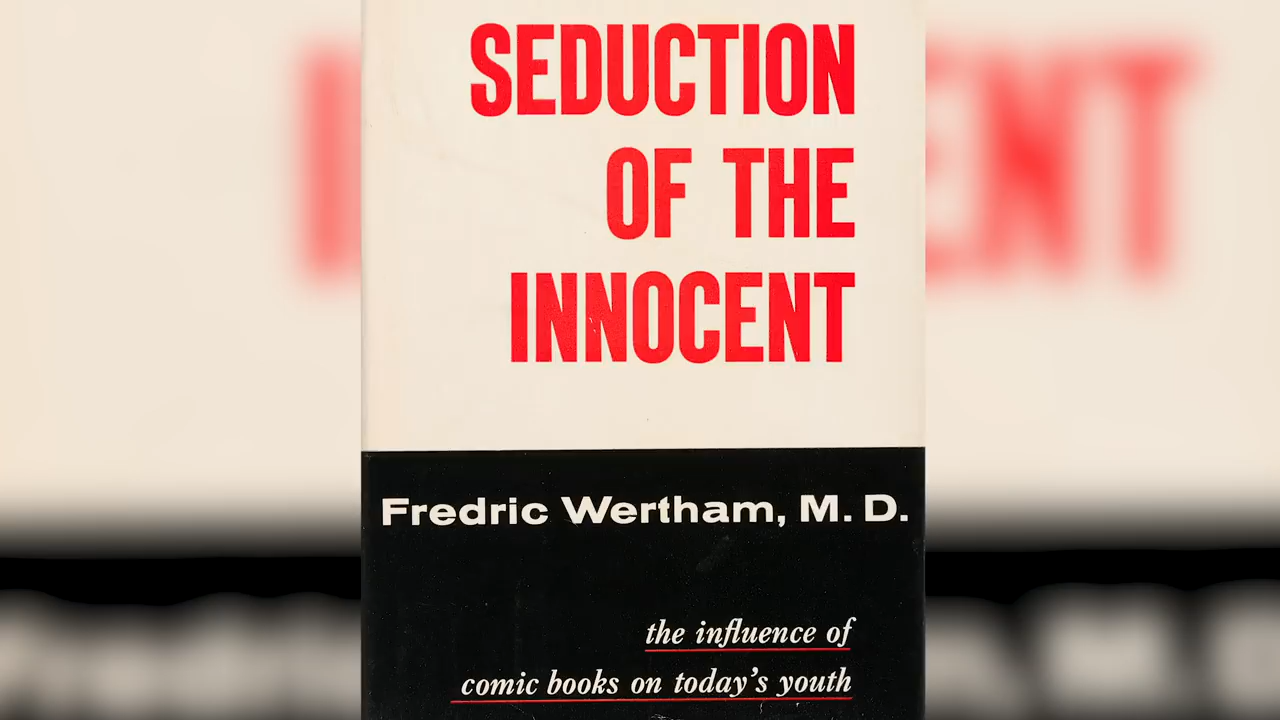 SEDUCTION
OF THE
INNOCENT
Fredric Wertham, M. D.
the influence of
comic books on today's youth